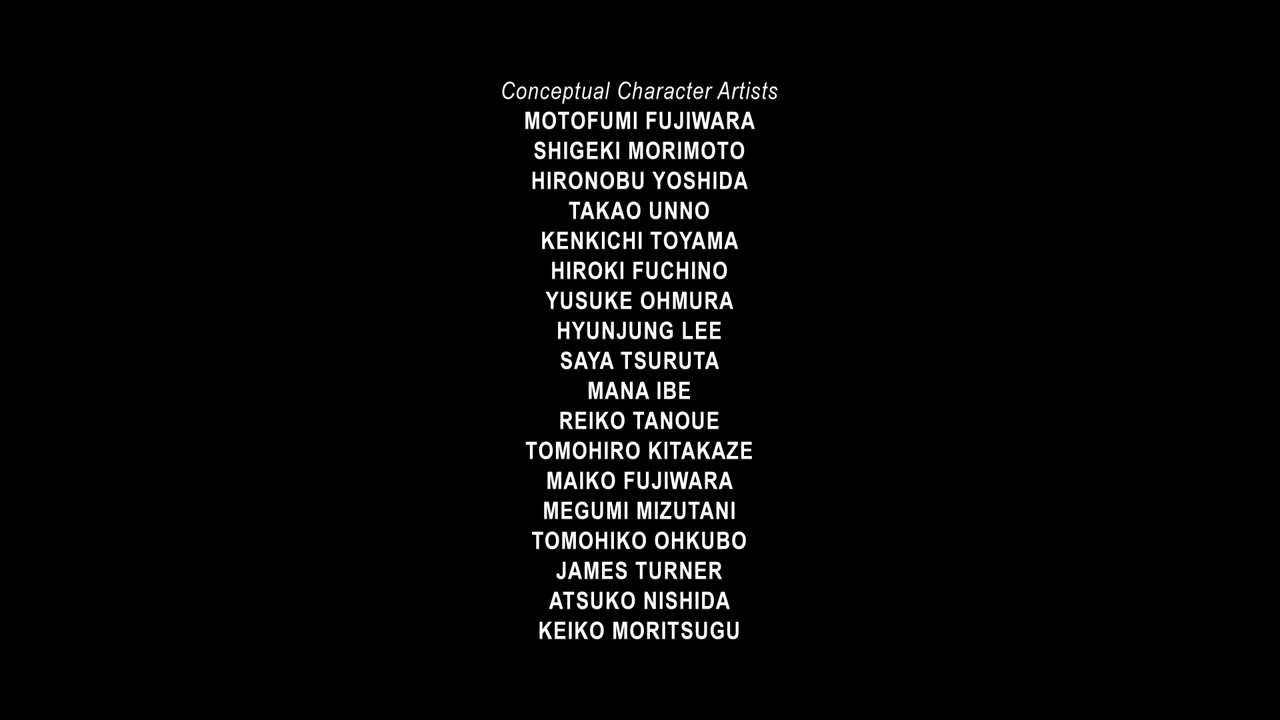 Conceptual Character Artists
MOTOFUMI FUJIWARA
SHIGEKI MORIMOTO
HIRONOBU YOSHIDA
TAKAO UNNO
KENKICHI TOYAMA
HIROKI FUCHINO
YUSUKE OHMURA
HYUNJUNG LEE
SAYA TSURUTA
MANA IBE
REIKO TANOUE
TOMOHIRO KITAKAZE
MAIKO FUJIWARA
MEGUMI MIZUTANI
TOMOHIKO OHKUBO
JAMES TURNER
ATSUKO NISHIDA
KEIKO MORITSUGU